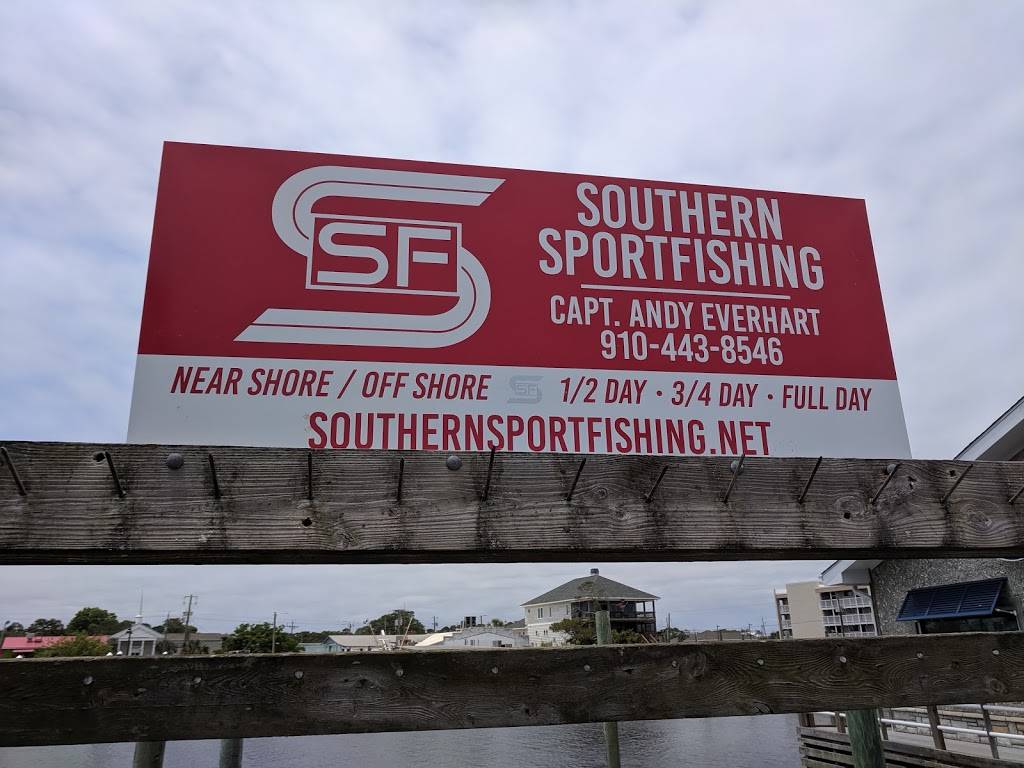 SF
SOUTHERN
SPORTFISHING
CAPT. ANDY EVERHART
910-443-8546
NEAR SHORE / OFF SHORE SF 1/2 DAY • 3/4 DAY • FULL DAY
SOUTHERNSPORTFISHING.NET